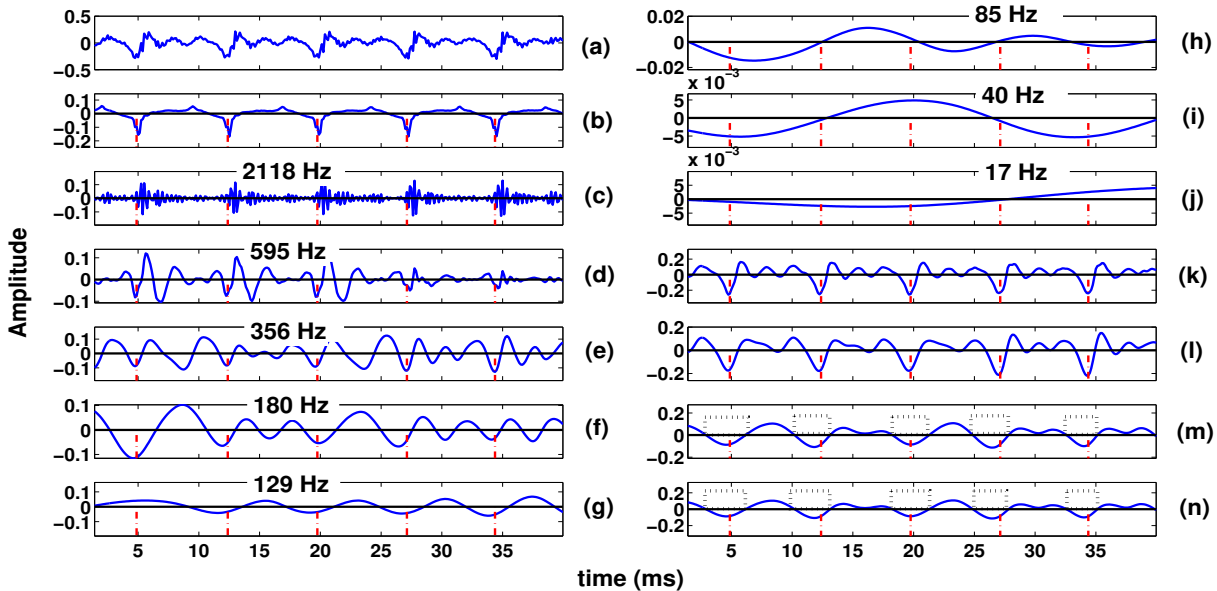 Amplitude
0.5
0
−0.5
(a)
0.1
0
−0.1
−0.2
(b)
2118 Hz
0.1
0
−0.1
(c)
595 Hz
0.1
0
−0.1
(d)
356 Hz
0.1
0
−0.1
(e)
180 Hz
0.1
0
−0.1
(f)
129 Hz
0.1
0
−0.1
(g)
5 10 15 20 25 30 35
85 Hz
0.02
0
−0.02
(h)
x 10⁻³
40 Hz
5
0
−5
(i)
x 10⁻³
17 Hz
5
0
−5
(j)
0.2
0
−0.2
(k)
0.2
0
−0.2
(l)
0.2
0
−0.2
(m)
0.2
0
−0.2
(n)
5 10 15 20 25 30 35
time (ms)